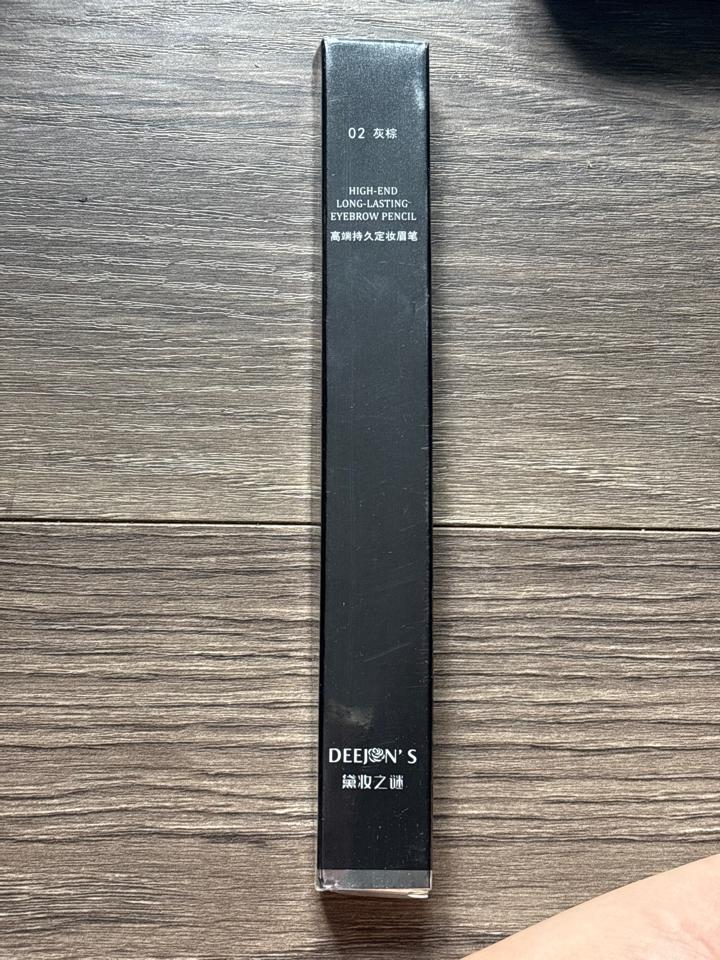 02 灰棕
HIGH-END
LONG-LASTING
EYEBROW PENCIL
高端持久定妆眉笔
DEEJON'S
黛妆之谜